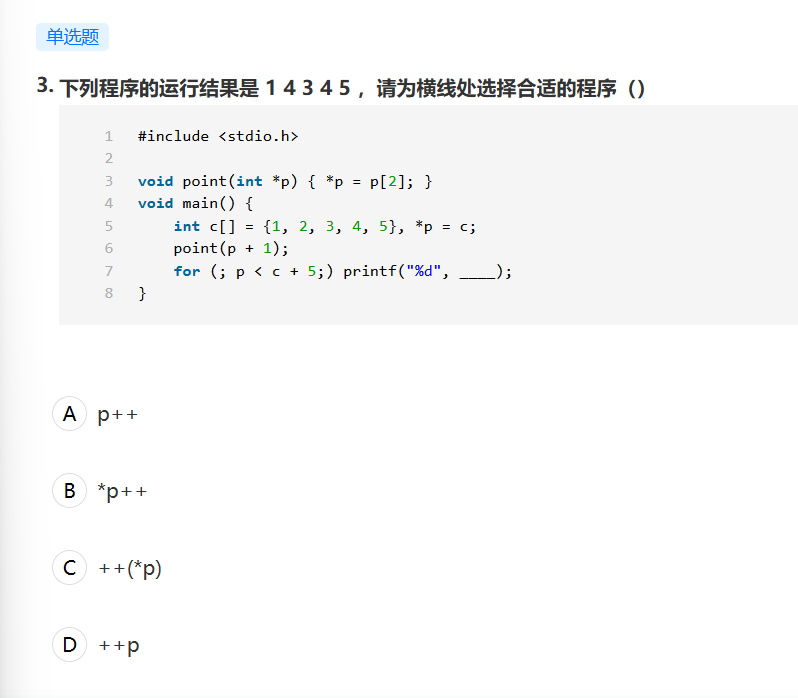 单选题
3. 下列程序的运行结果是 1 4 3 4 5 ，请为横线处选择合适的程序（）
1 #include <stdio.h>
2
3 void point(int *p) { *p = p[2]; }
4 void main() {
5     int c[] = {1, 2, 3, 4, 5}, *p = c;
6     point(p + 1);
7     for (; p < c + 5;) printf("%d", ____);
8 }
A p++
B *p++
C ++(*p)
D ++p